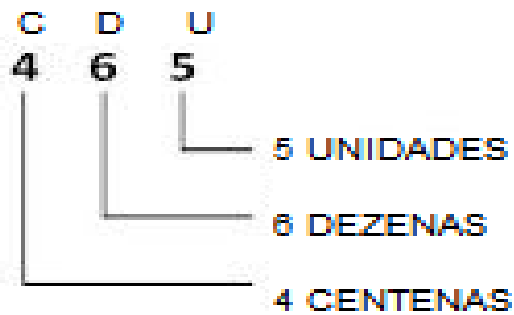 C D U
4 6 5
5 UNIDADES
6 DEZENAS
4 CENTENAS